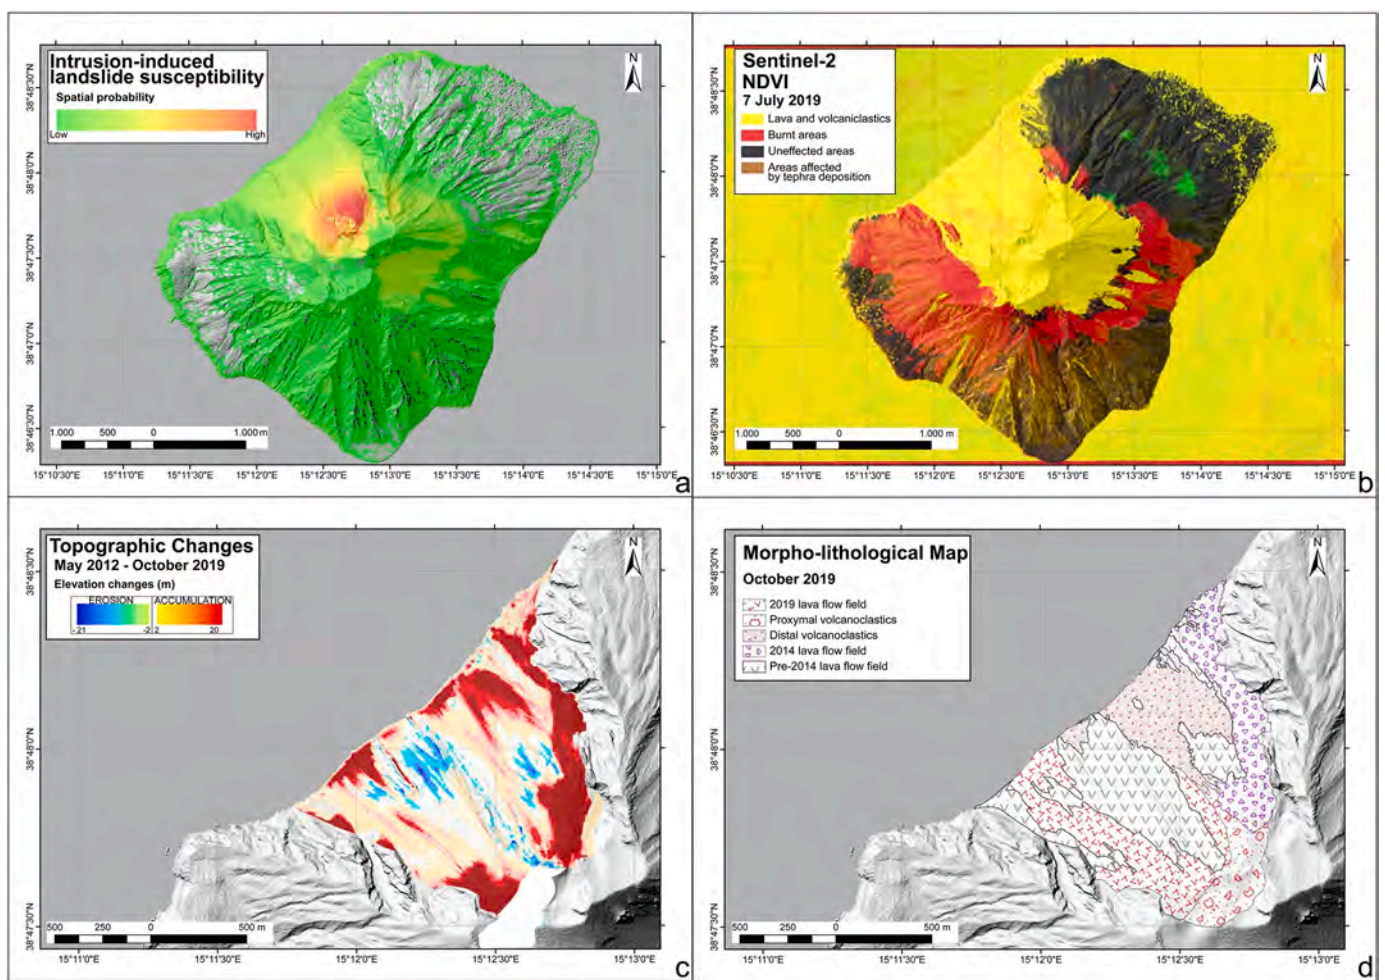 Intrusion-induced
landslide susceptibility
Spatial probability
Low High
N
38°48'30"N
38°48'0"N
38°47'30"N
38°47'0"N
38°46'30"N
1.000 500 0 1.000 m
15°10'30"E 15°11'0"E 15°11'30"E 15°12'0"E 15°12'30"E 15°13'0"E 15°13'30"E 15°14'0"E 15°14'30"E 15°15'0"E
a
Sentinel-2
NDVI
7 July 2019
Lava and volcaniclastics
Burnt areas
Uneffected areas
Areas affected
by tephra deposition
N
38°48'30"N
38°48'0"N
38°47'30"N
38°47'0"N
38°46'30"N
1.000 500 0 1.000 m
15°10'30"E 15°11'0"E 15°11'30"E 15°12'0"E 15°12'30"E 15°13'0"E 15°13'30"E 15°14'0"E 15°14'30"E 15°15'0"E
b
Topographic Changes
May 2012 - October 2019
Elevation changes (m)
EROSION ACCUMULATION
-21 -2 2 20
N
38°48'30"N
38°48'0"N
38°47'30"N
500 250 0 500 m
15°11'0"E 15°11'30"E 15°12'0"E 15°12'30"E 15°13'0"E
c
Morpho-lithological Map
October 2019
2019 lava flow field
Proxymal volcanoclastics
Distal volcanoclastics
2014 lava flow field
Pre-2014 lava flow field
N
38°48'30"N
38°48'0"N
38°47'30"N
500 250 0 500 m
15°11'0"E 15°11'30"E 15°12'0"E 15°12'30"E 15°13'0"E
d